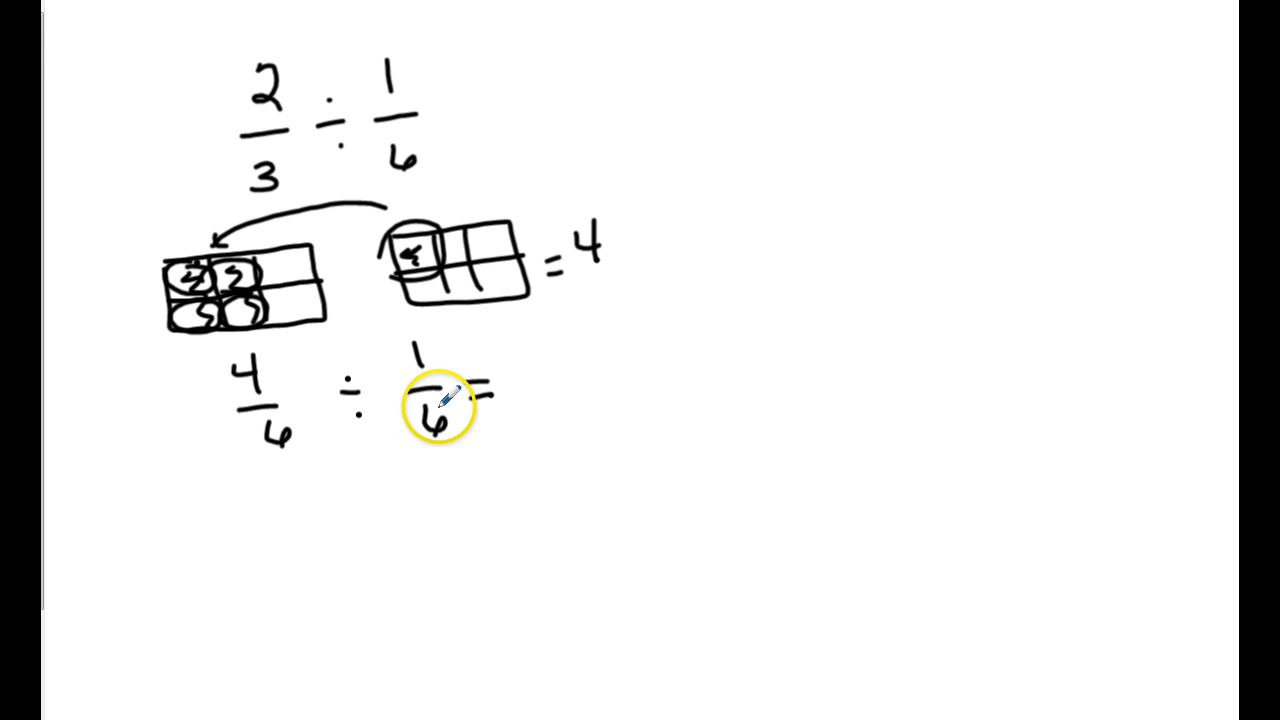 2/3 ÷ 1/6
= 4
4/6 ÷ 1/6 =